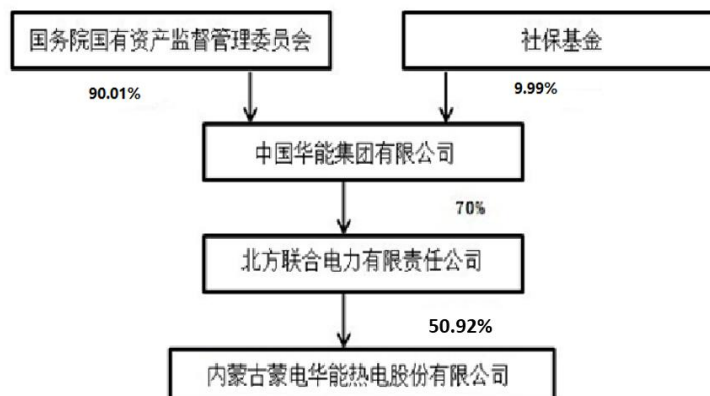 国务院国有资产监督管理委员会
社保基金
90.01%
9.99%
中国华能集团有限公司
70%
北方联合电力有限责任公司
50.92%
内蒙古蒙电华能热电股份有限公司